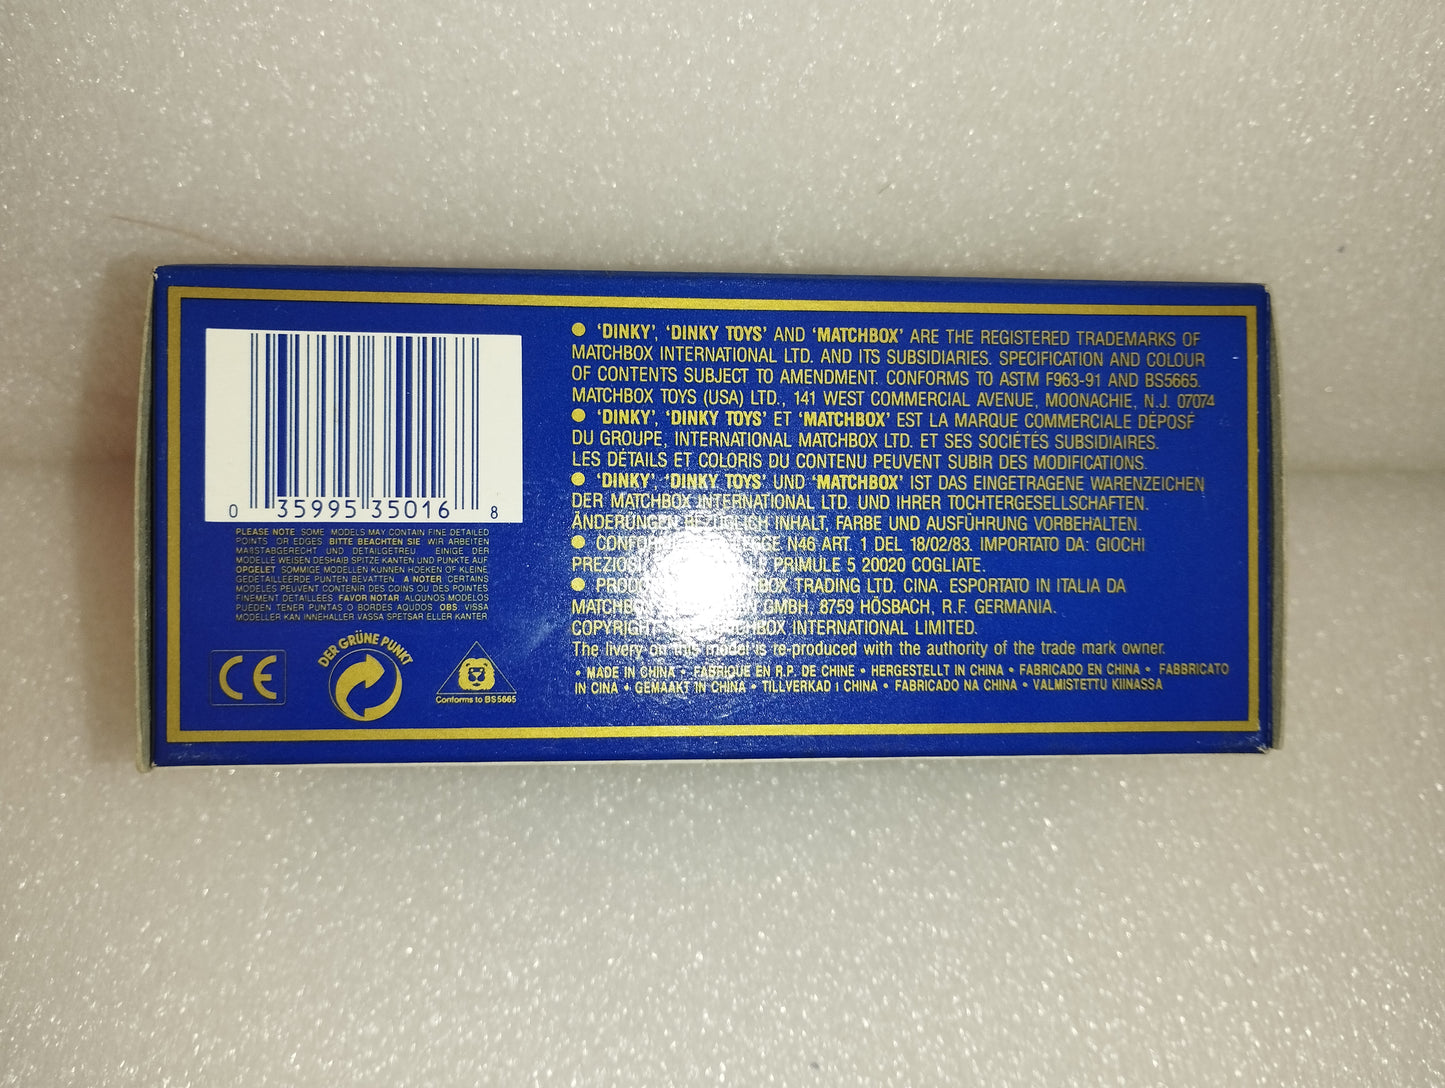 0 35995 35016 8
PLEASE NOTE SOME MODELS MAY CONTAIN FINE DETAILED
POINTS OR EDGES BITTE BEACHTEN SIE WIR ARBEITEN
MAßSTABGERECHT UND DETAILGETREU. EINIGE DER
MODELLE WEISEN DESHAIB SPITZE KANTEN UND PUNKTE AUF
OPGELET SOMMIGE MODELLEN KUNNEN HOEKEN OF KLEINE,
GEDETAILLEERDE PUNTEN BEVATTEN. A NOTER CERTAINS
MODELES PEUVENT CONTENIR DES COINS OU DES POINTES
FINEMENT DETAILLEES. FAVOR NOTAR: ALGUNOS MODELOS
PUEDEN TENER PUNTAS O BORDES AQUDOS. OBS: VISSA
MODELLER KAN INNEHALLER VASSA SPETSAR ELLER KANTER
CE
DER GRÜNE PUNKT
Conforms to BS5665
● ‘DINKY’, ‘DINKY TOYS’ AND ‘MATCHBOX’ ARE THE REGISTERED TRADEMARKS OF
MATCHBOX INTERNATIONAL LTD. AND ITS SUBSIDIARIES. SPECIFICATION AND COLOUR
OF CONTENTS SUBJECT TO AMENDMENT. CONFORMS TO ASTM F963-91 AND BS5665.
MATCHBOX TOYS (USA) LTD., 141 WEST COMMERCIAL AVENUE, MOONACHIE, N.J. 07074
● ‘DINKY’, ‘DINKY TOYS’ ET ‘MATCHBOX’ EST LA MARQUE COMMERCIALE DÉPOSÉ
DU GROUPE, INTERNATIONAL MATCHBOX LTD. ET SES SOCIÉTÉS SUBSIDIAIRES.
LES DÉTAILS ET COLORIS DU CONTENU PEUVENT SUBIR DES MODIFICATIONS.
● ‘DINKY’, ‘DINKY TOYS’ UND ‘MATCHBOX’ IST DAS EINGETRAGENE WARENZEICHEN
DER MATCHBOX INTERNATIONAL LTD. UND IHRER TOCHTERGESELLSCHAFTEN.
ÄNDERUNGEN BEZÜGLICH INHALT, FARBE UND AUSFÜHRUNG VORBEHALTEN.
● N46 ART. 1 DEL 18/02/83. IMPORTATO DA: GIOCHI
PRIMULE 5 20020 COGLIATE.
● TRADING LTD. CINA. ESPORTATO IN ITALIA DA
GMBH, 8759 HÖSBACH, R.F. GERMANIA.
COPYRIGHT INTERNATIONAL LIMITED.
The livery on this model is re-produced with the authority of the trade mark owner.
• MADE IN CHINA • FABRIQUE EN R.P. DE CHINE • HERGESTELLT IN CHINA • FABRICADO EN CHINA • FABBRICATO
IN CINA • GEMAAKT IN CHINA • TILLVERKAD I CHINA • FABRICADO NA CHINA • VALMISTETTU KIINASSA